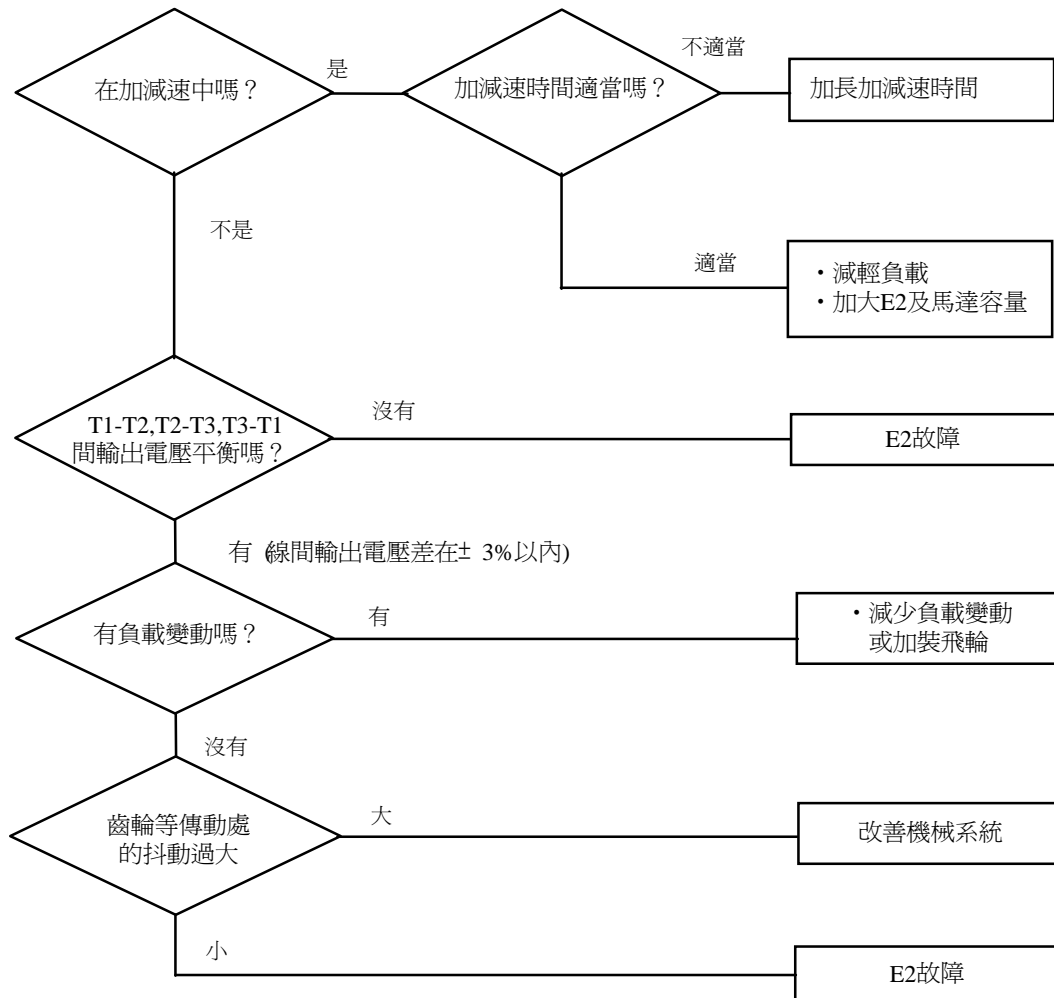 不適當
在加減速中嗎？
是
加減速時間適當嗎？
加長加減速時間
不是
適當
・減輕負載
・加大E2及馬達容量
T1-T2,T2-T3,T3-T1
間輸出電壓平衡嗎？
沒有
E2故障
有 (線間輸出電壓差在± 3%以內)
有負載變動嗎？
有
・減少負載變動
或加裝飛輪
沒有
齒輪等傳動處
的抖動過大
大
改善機械系統
小
E2故障